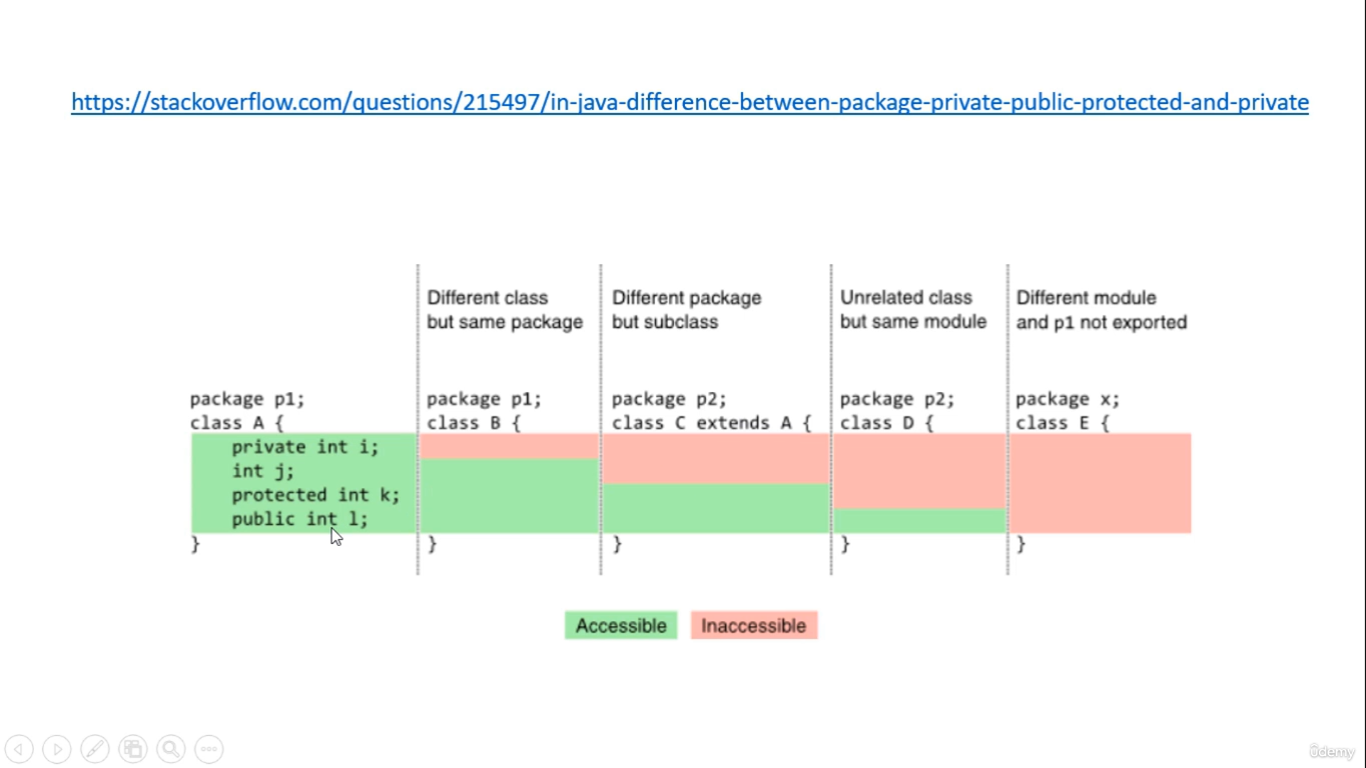 https://stackoverflow.com/questions/215497/in-java-difference-between-package-private-public-protected-and-private
Different class
but same package
Different package
but subclass
Unrelated class
but same module
Different module
and p1 not exported
package p1;
class A {
private int i;
int j;
protected int k;
public int l;
}
package p1;
class B {
}
package p2;
class C extends A {
}
package p2;
class D {
}
package x;
class E {
}
Accessible
Inaccessible
ûdemy